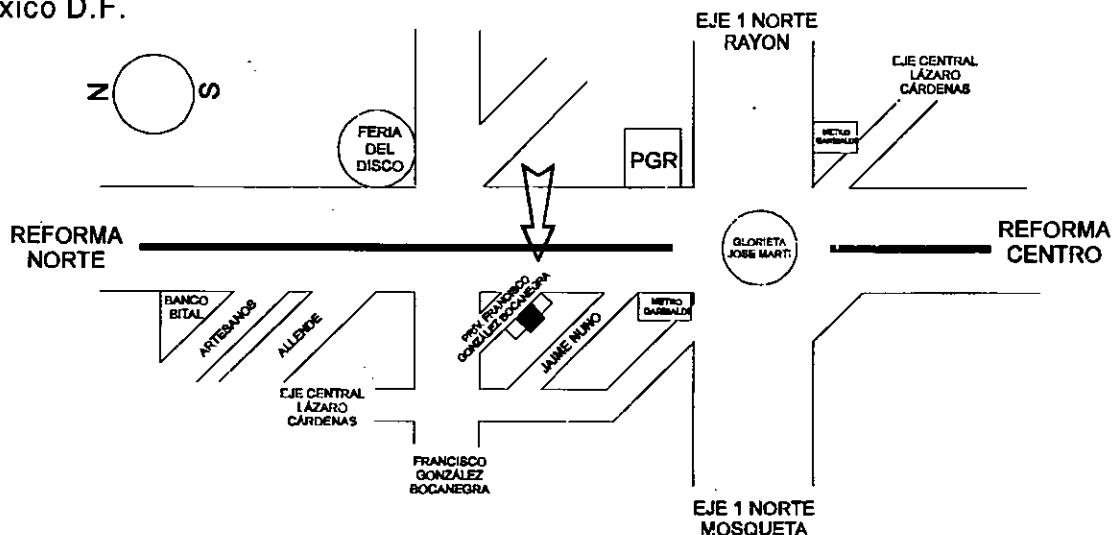 xico D.F.
EJE 1 NORTE
RAYON
EJE CENTRAL
LÁZARO
CÁRDENAS
N S
FERIA
DEL
DISCO
PGR
METRO
GARIBALDI
REFORMA
NORTE
GLORIETA
JOSE MARTI
REFORMA
CENTRO
BANCO
BITAL
ARTESANOS
ALLENDE
PRIV. FRANCISCO
GONZÁLEZ BOCANEGRA
JAIME NUNO
METRO
GARIBALDI
EJE CENTRAL
LÁZARO
CÁRDENAS
FRANCISCO
GONZÁLEZ
BOCANEGRA
EJE 1 NORTE
MOSQUETA